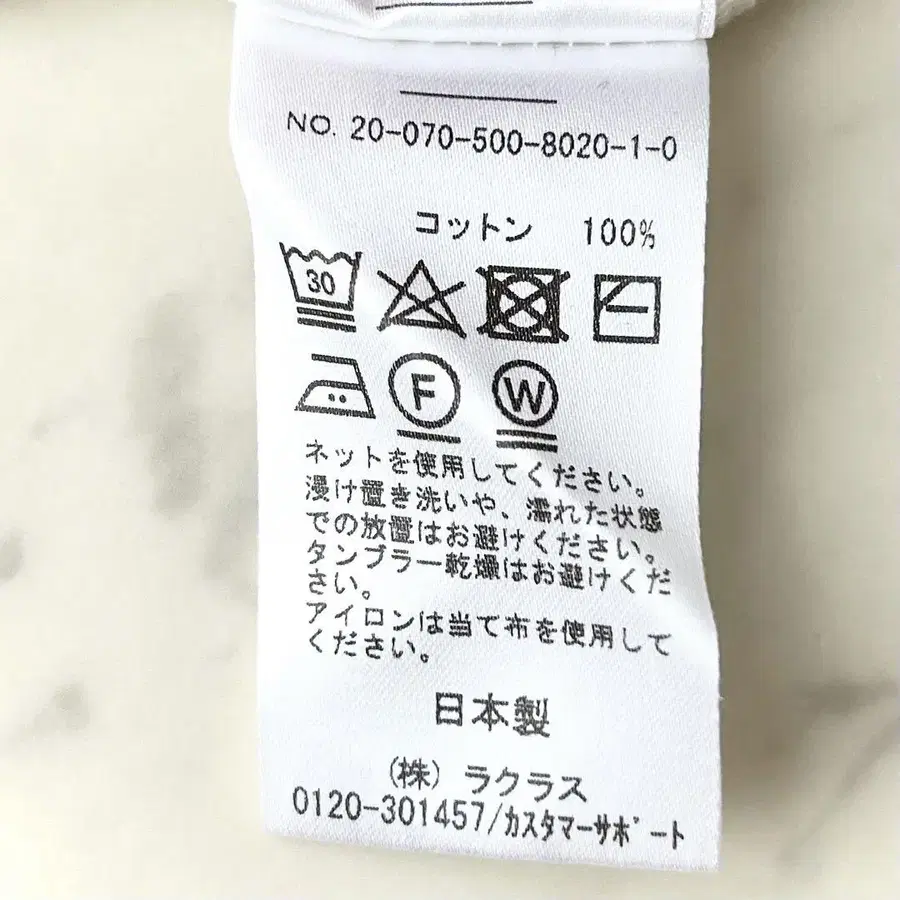 NO. 20-070-500-8020-1-0
コットン 100%
30
F W
ネットを使用してください。
浸け置き洗いや、濡れた状態
での放置はお避けください。
タンブラー乾燥はお避けくだ
さい。
アイロンは当て布を使用して
ください。
日本製
(株) ラクラス
0120-301457/カスタマーサポート